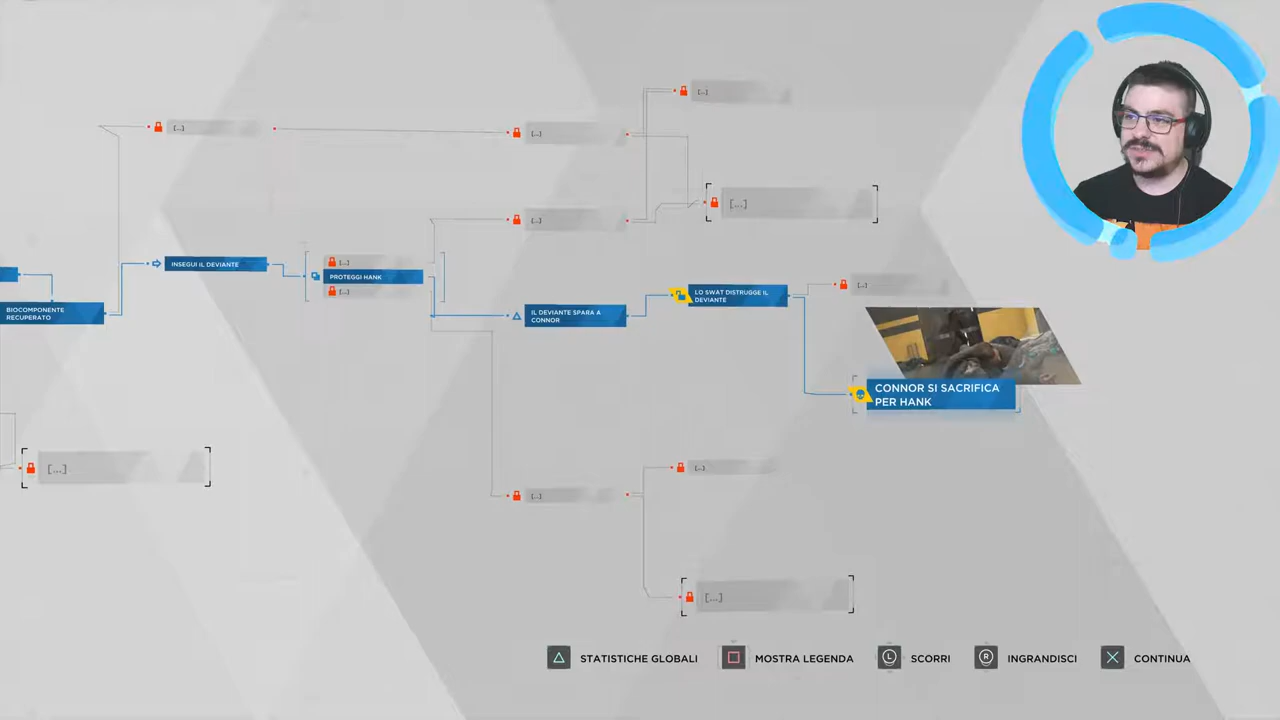 [...]
[...]
[...]
[...]
[...]
INSEGUI IL DEVIANTE
[...]
PROTEGGI HANK
[...]
[...]
LO SWAT DISTRUGGE IL
DEVIANTE
BIOCOMPONENTE
RECUPERATO
IL DEVIANTE SPARA A
CONNOR
CONNOR SI SACRIFICA
PER HANK
[...]
[...]
[...]
[...]
STATISTICHE GLOBALI
MOSTRA LEGENDA
L
SCORRI
R
INGRANDISCI
CONTINUA